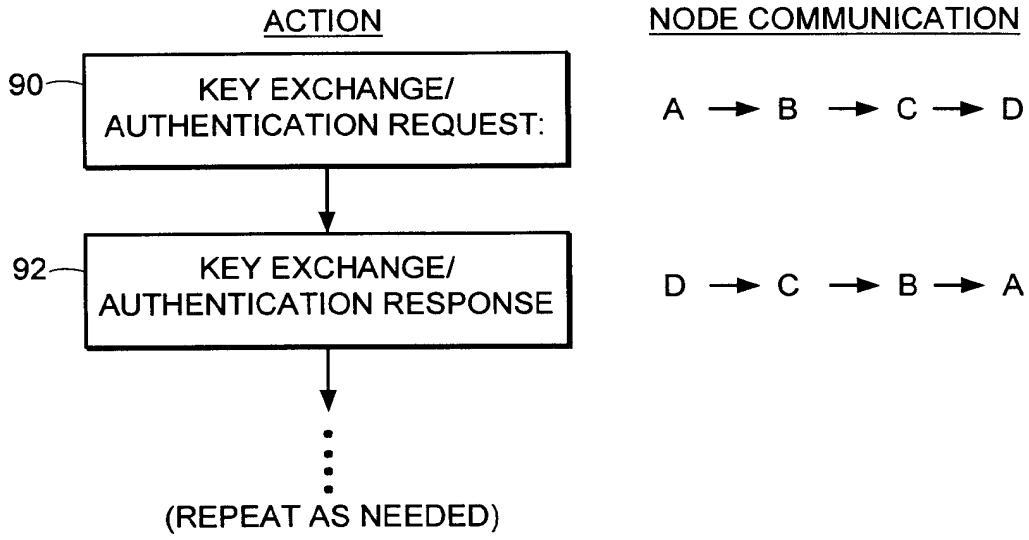 ACTION
NODE COMMUNICATION
90
KEY EXCHANGE/
AUTHENTICATION REQUEST:
A B C D
92
KEY EXCHANGE/
AUTHENTICATION RESPONSE
D C B A
(REPEAT AS NEEDED)